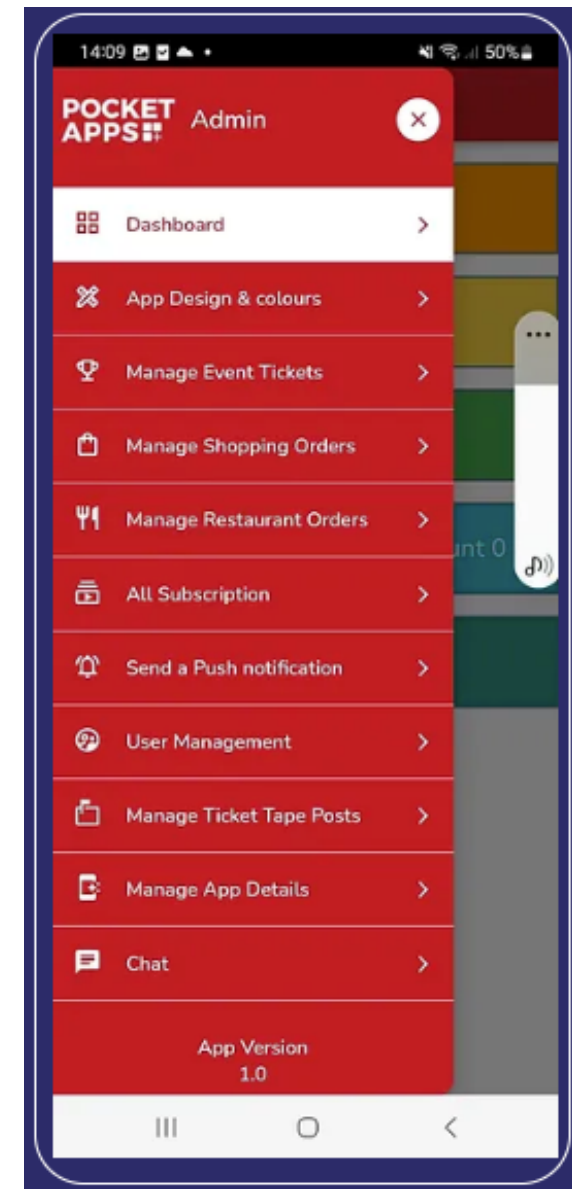 14:09
50%
POCKET
APPS
Admin
Dashboard
App Design & colours
Manage Event Tickets
Manage Shopping Orders
Manage Restaurant Orders
unt 0
All Subscription
Send a Push notification
User Management
Manage Ticket Tape Posts
Manage App Details
Chat
App Version
1.0